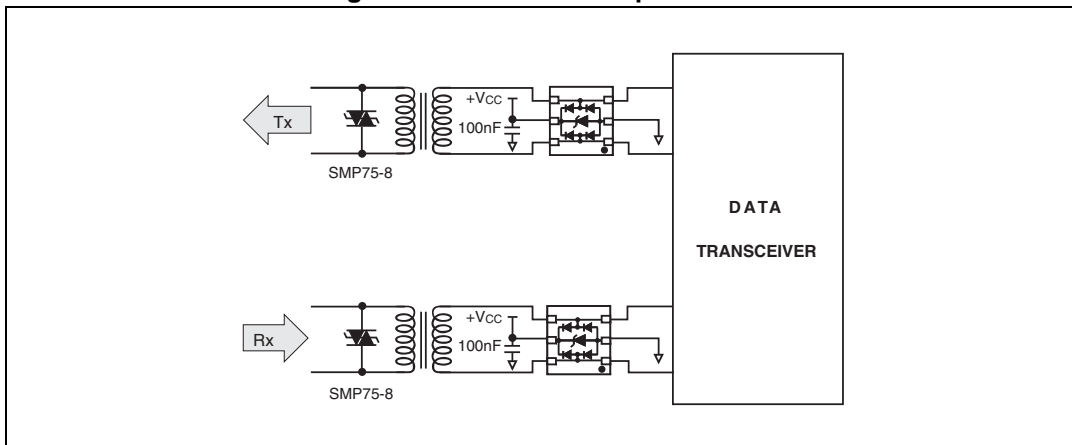 Tx
+Vcc
100nF
SMP75-8
DATA
TRANSCEIVER
Rx
+Vcc
100nF
SMP75-8